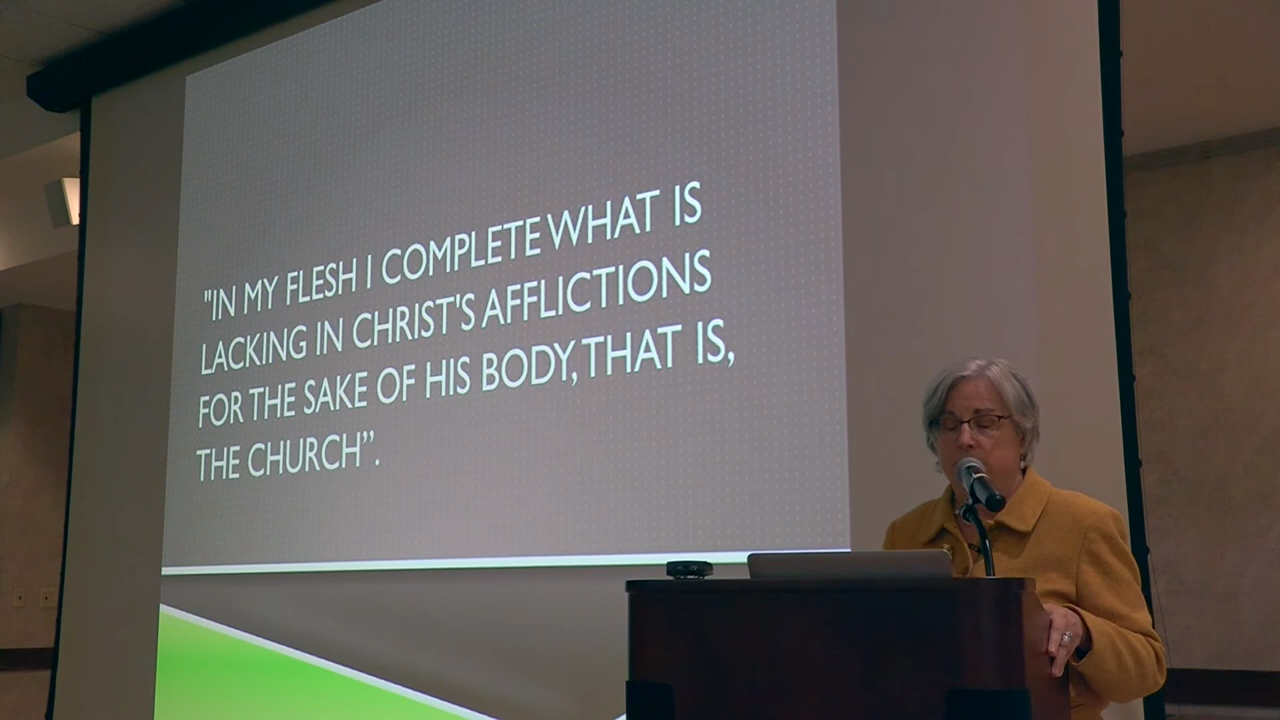 "IN MY FLESH I COMPLETE WHAT IS
LACKING IN CHRIST'S AFFLICTIONS
FOR THE SAKE OF HIS BODY, THAT IS,
THE CHURCH”.